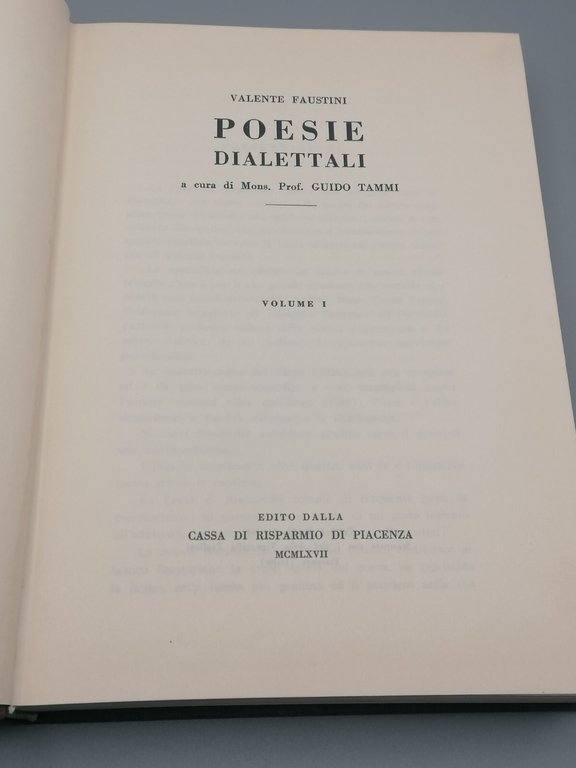 VALENTE FAUSTINI
POESIE
DIALETTALI
a cura di Mons. Prof. GUIDO TAMMI
VOLUME I
EDITO DALLA
CASSA DI RISPARMIO DI PIACENZA
MCMLXVII